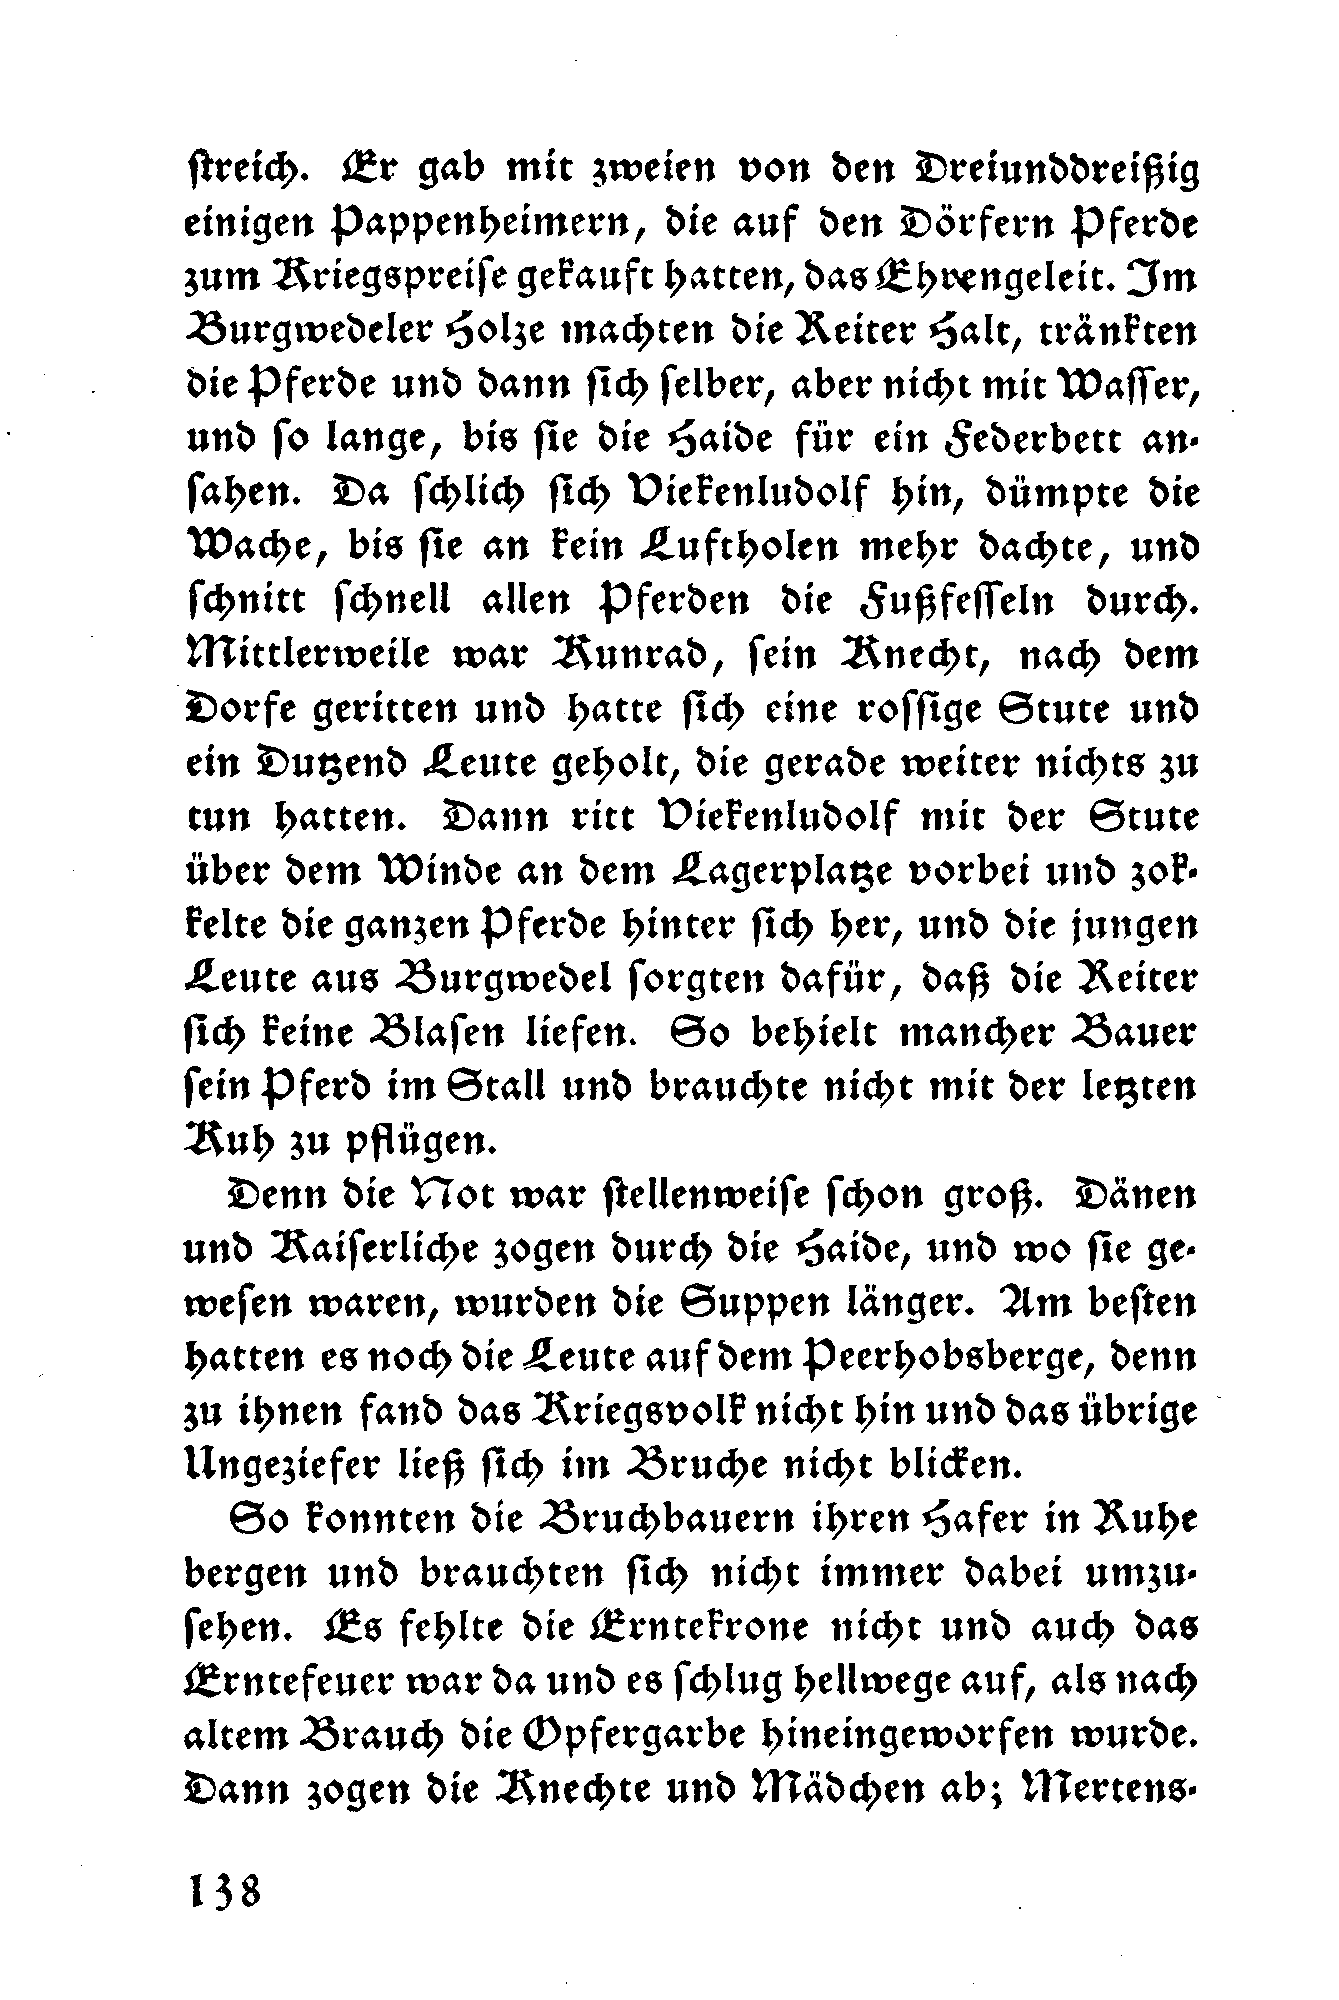 streich. Er gab mit zweien von den Dreiunddreißig
einigen Pappenheimern, die auf den Dörfern Pferde
zum Kriegspreise gekauft hatten, das Ehrengeleit. Im
Burgwedeler Holze machten die Reiter Halt, tränkten
die Pferde und dann sich selber, aber nicht mit Wasser,
und so lange, bis sie die Haide für ein Federbett an-
sahen. Da schlich sich Viekenludolf hin, dümpte die
Wache, bis sie an kein Luftholen mehr dachte, und
schnitt schnell allen Pferden die Fußfesseln durch.
Mittlerweile war Kunrad, sein Knecht, nach dem
Dorfe geritten und hatte sich eine rossige Stute und
ein Dutzend Leute geholt, die gerade weiter nichts zu
tun hatten. Dann ritt Viekenludolf mit der Stute
über dem Winde an dem Lagerplatze vorbei und zok-
kelte die ganzen Pferde hinter sich her, und die jungen
Leute aus Burgwedel sorgten dafür, daß die Reiter
sich keine Blasen liefen. So behielt mancher Bauer
sein Pferd im Stall und brauchte nicht mit der letzten
Kuh zu pflügen.
Denn die Not war stellenweise schon groß. Dänen
und Kaiserliche zogen durch die Haide, und wo sie ge-
wesen waren, wurden die Suppen länger. Am besten
hatten es noch die Leute auf dem Peerhobsberge, denn
zu ihnen fand das Kriegsvolk nicht hin und das übrige
Ungeziefer ließ sich im Bruche nicht blicken.
So konnten die Bruchbauern ihren Hafer in Ruhe
bergen und brauchten sich nicht immer dabei umzu-
sehen. Es fehlte die Erntekrone nicht und auch das
Erntefeuer war da und es schlug hellwege auf, als nach
altem Brauch die Opfergarbe hineingeworfen wurde.
Dann zogen die Knechte und Mädchen ab; Mertens-
138